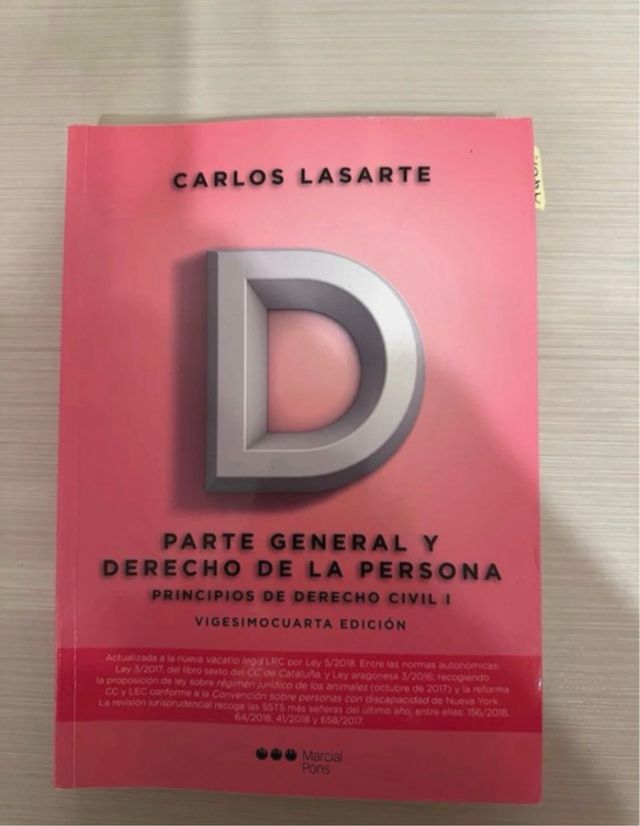 CARLOS LASARTE
D
PARTE GENERAL Y
DERECHO DE LA PERSONA
PRINCIPIOS DE DERECHO CIVIL I
VIGESIMOCUARTA EDICIÓN
Actualizada a la nueva vacatio legis LRC por Ley 5/2018. Entre las normas autonómicas:
Ley 3/2017, del libro sexto del CC de Cataluña, y Ley aragonesa 3/2016; recogiendo
la proposición de ley sobre régimen jurídico de los animales (octubre de 2017) y la reforma
CC y LEC conforme a la Convención sobre personas con discapacidad de Nueva York.
La revisión jurisprudencial recoge las SSTS más señeras del último año, entre ellas: 156/2018,
64/2018, 41/2018 y 658/2017.
Marcial
Pons